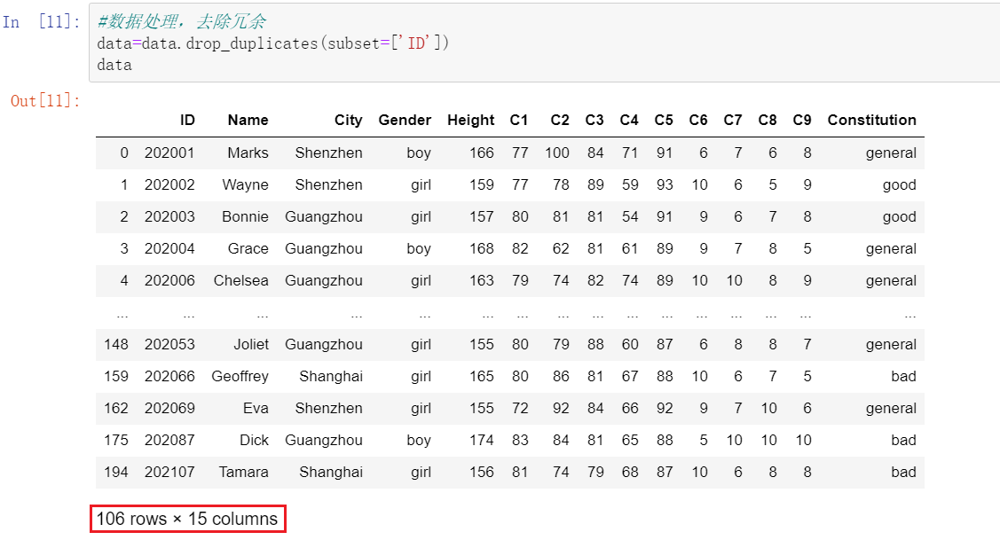 In [11]: #数据处理，去除冗余
data=data.drop_duplicates(subset=['ID'])
data
Out[11]:
ID Name City Gender Height C1 C2 C3 C4 C5 C6 C7 C8 C9 Constitution
0 202001 Marks Shenzhen boy 166 77 100 84 71 91 6 7 6 8 general
1 202002 Wayne Shenzhen girl 159 77 78 89 59 93 10 6 5 9 good
2 202003 Bonnie Guangzhou girl 157 80 81 81 54 91 9 6 7 8 good
3 202004 Grace Guangzhou boy 168 82 62 81 61 89 9 7 8 5 general
4 202006 Chelsea Guangzhou girl 163 79 74 82 74 89 10 10 8 9 general
... ... ... ... ... ... ... ... ... ... ... ... ... ... ... ...
148 202053 Joliet Guangzhou girl 155 80 79 88 60 87 6 8 8 7 general
159 202066 Geoffrey Shanghai girl 165 80 86 81 67 88 10 6 7 5 bad
162 202069 Eva Shenzhen girl 155 72 92 84 66 92 9 7 10 6 general
175 202087 Dick Guangzhou boy 174 83 84 81 65 88 5 10 10 10 bad
194 202107 Tamara Shanghai girl 156 81 74 79 68 87 10 6 8 8 bad
106 rows × 15 columns